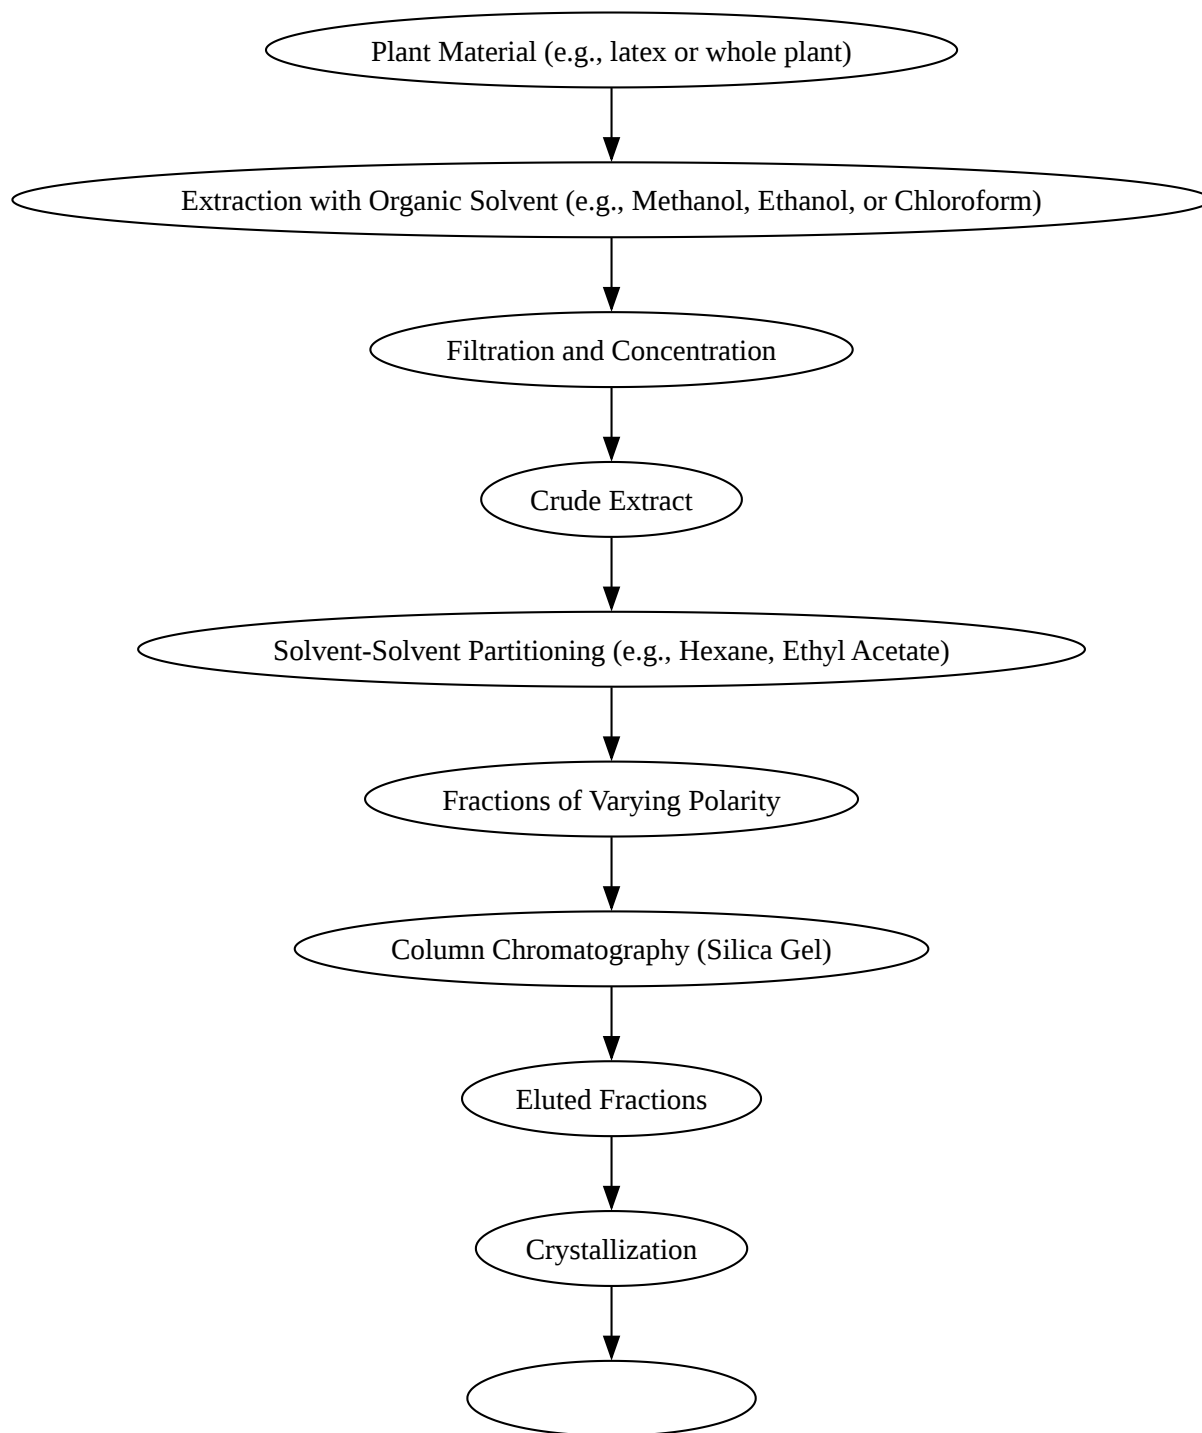 Plant Material (e.g., latex or whole plant)
Extraction with Organic Solvent (e.g., Methanol, Ethanol, or Chloroform)
Filtration and Concentration
Crude Extract
Solvent-Solvent Partitioning (e.g., Hexane, Ethyl Acetate)
Fractions of Varying Polarity
Column Chromatography (Silica Gel)
Eluted Fractions
Crystallization